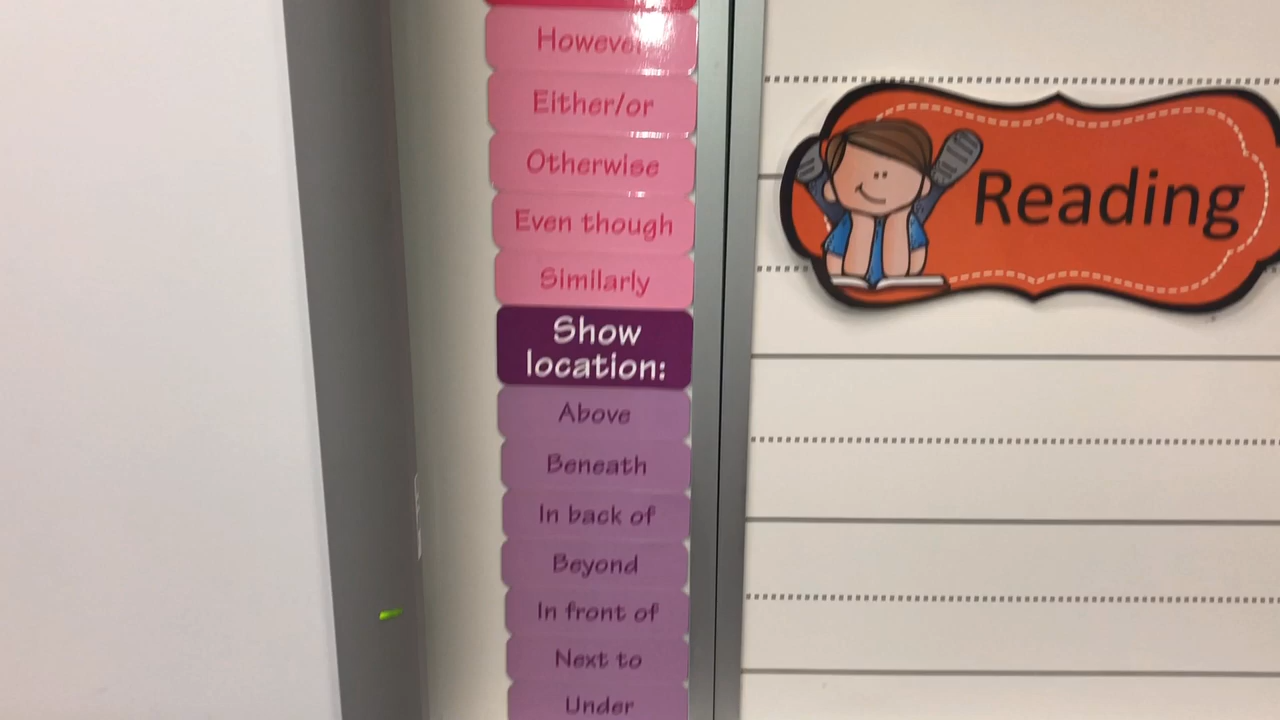 However
Either/or
Otherwise
Even though
Similarly
Show
location:
Above
Beneath
In back of
Beyond
In front of
Next to
Under
Reading